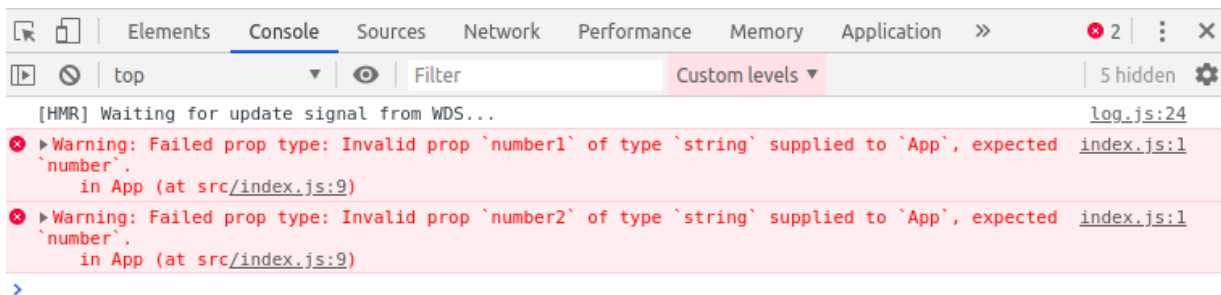 Elements Console Sources Network Performance Memory Application » 2
top Filter Custom levels 5 hidden
[HMR] Waiting for update signal from WDS... log.js:24
Warning: Failed prop type: Invalid prop `number1` of type `string` supplied to `App`, expected index.js:1
`number`.
in App (at src/index.js:9)
Warning: Failed prop type: Invalid prop `number2` of type `string` supplied to `App`, expected index.js:1
`number`.
in App (at src/index.js:9)